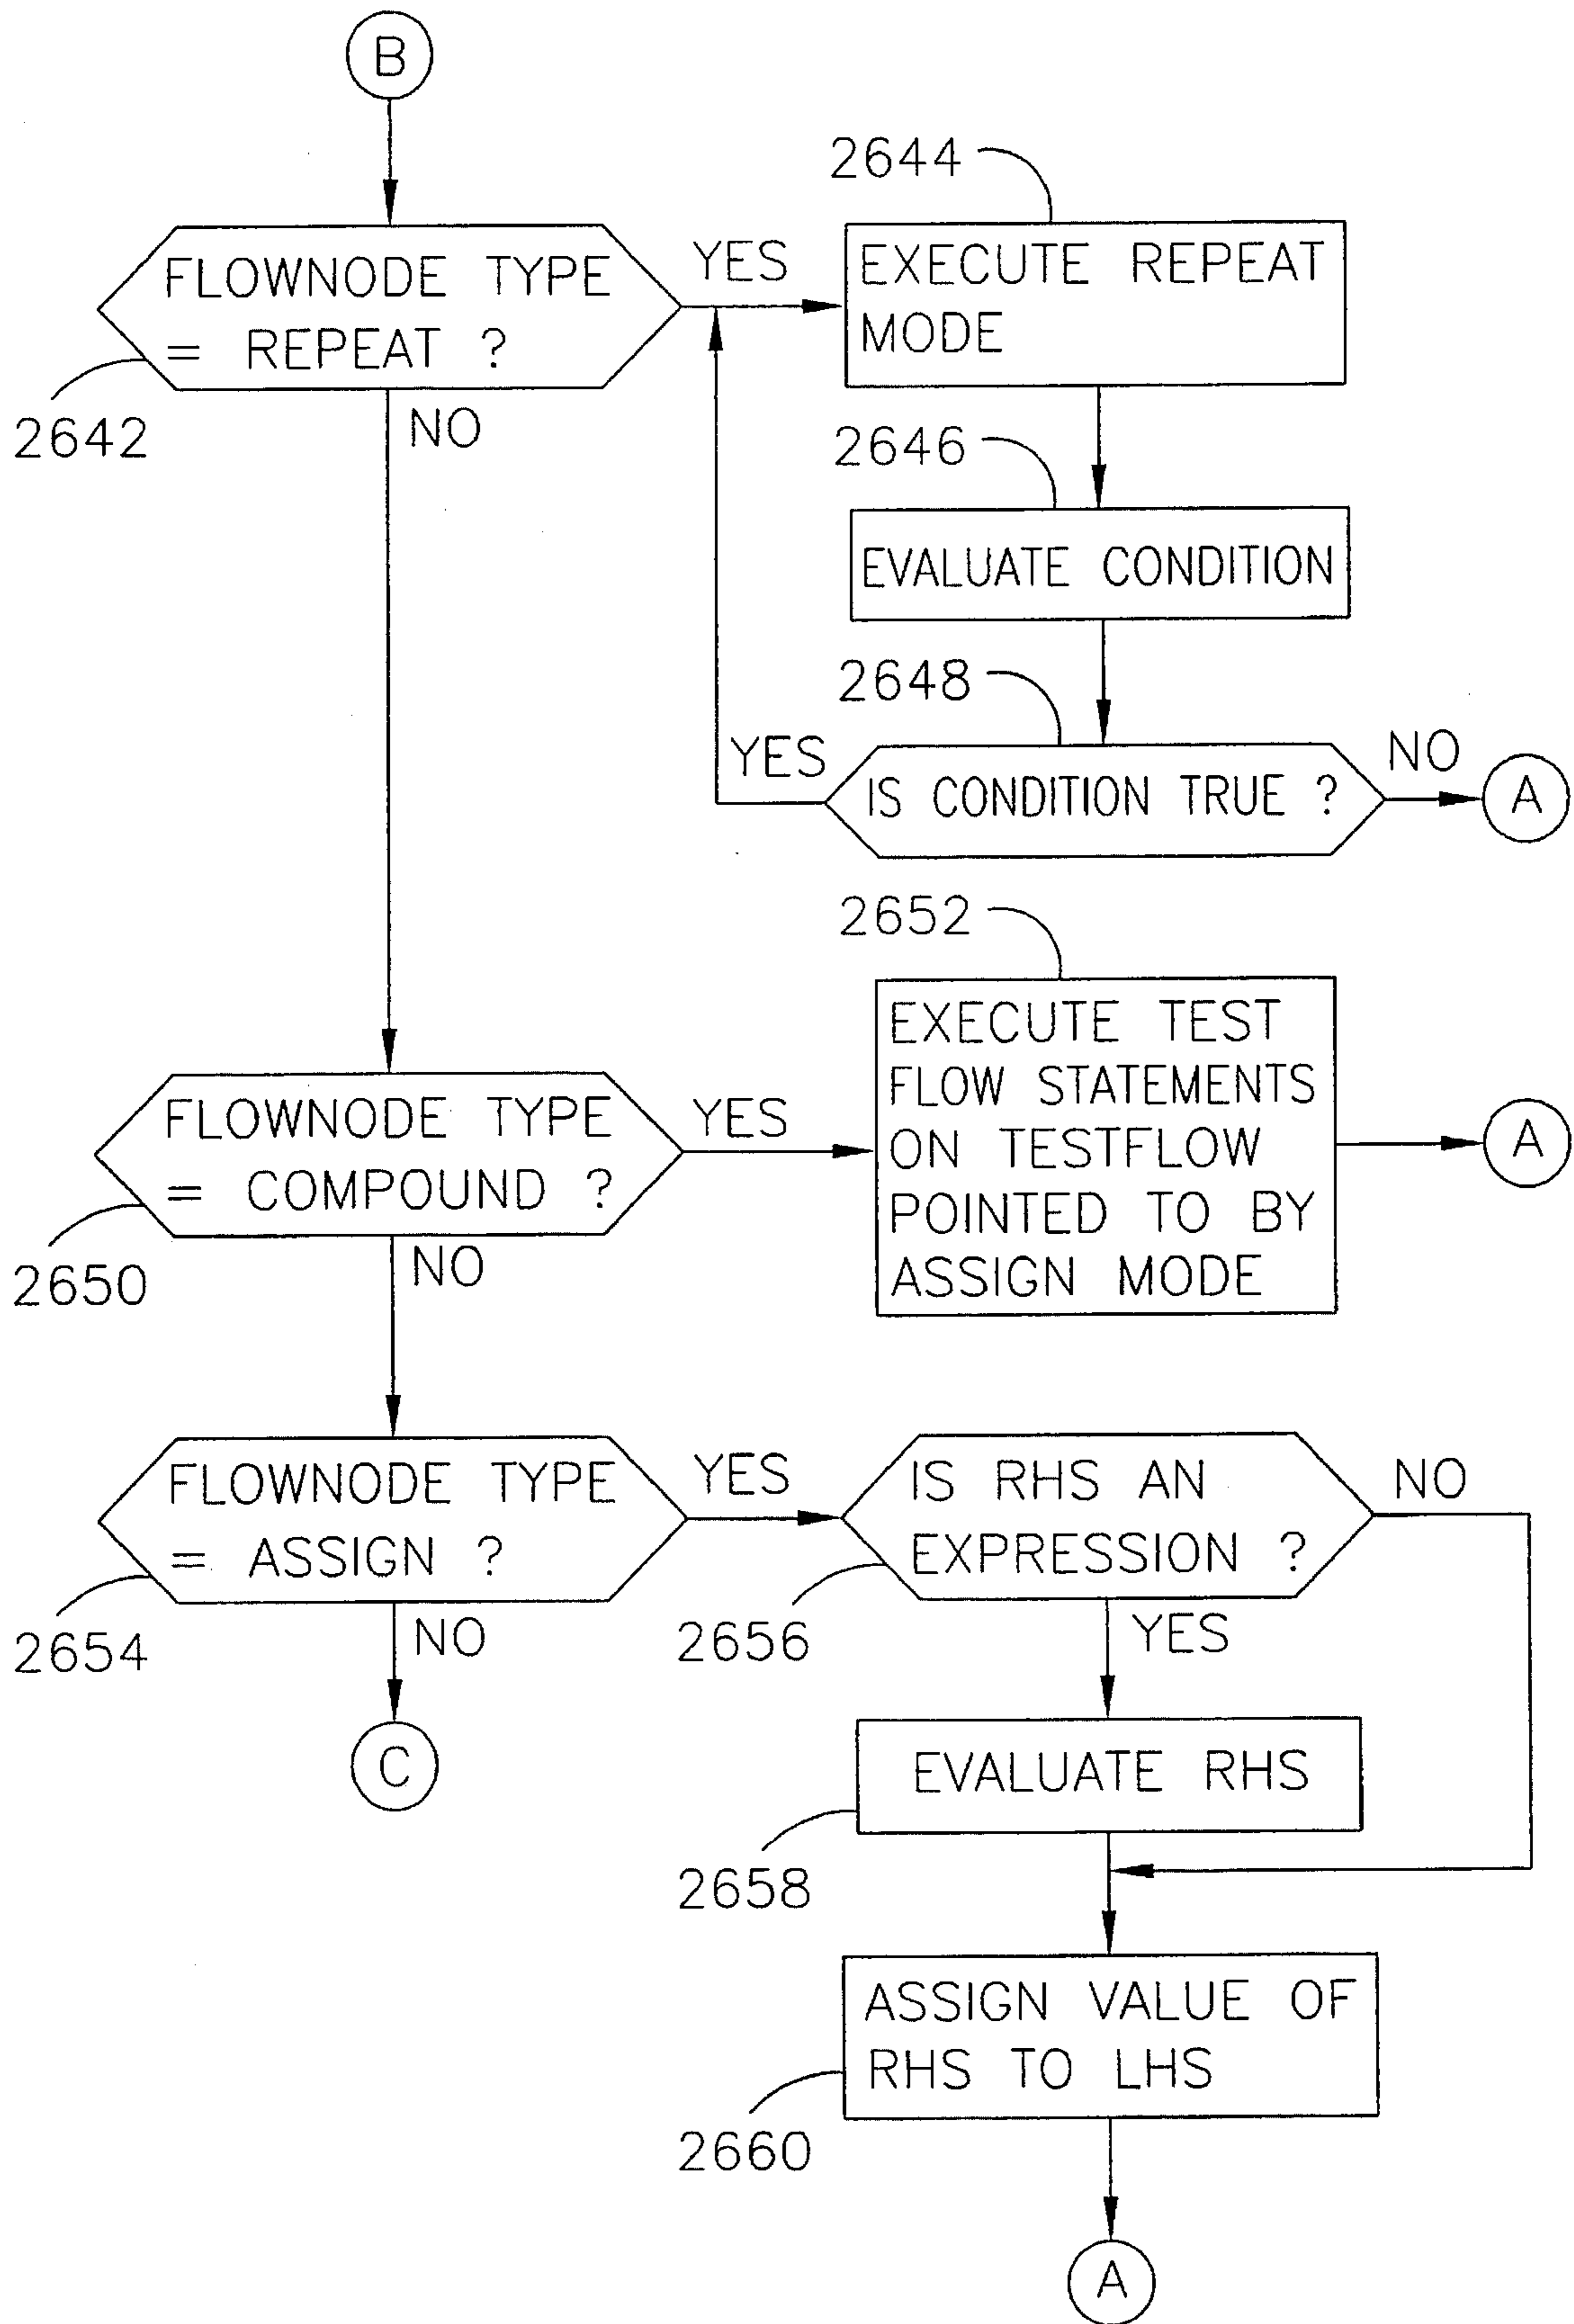 B
2644
FLOWNODE TYPE
= REPEAT ?
YES
EXECUTE REPEAT
MODE
2642
NO
2646
EVALUATE CONDITION
2648
YES
IS CONDITION TRUE ?
NO
A
2652
FLOWNODE TYPE
= COMPOUND ?
YES
EXECUTE TEST
FLOW STATEMENTS
ON TESTFLOW
POINTED TO BY
ASSIGN MODE
A
2650
NO
FLOWNODE TYPE
= ASSIGN ?
YES
IS RHS AN
EXPRESSION ?
NO
2654
NO
2656
YES
C
EVALUATE RHS
2658
ASSIGN VALUE OF
RHS TO LHS
2660
A